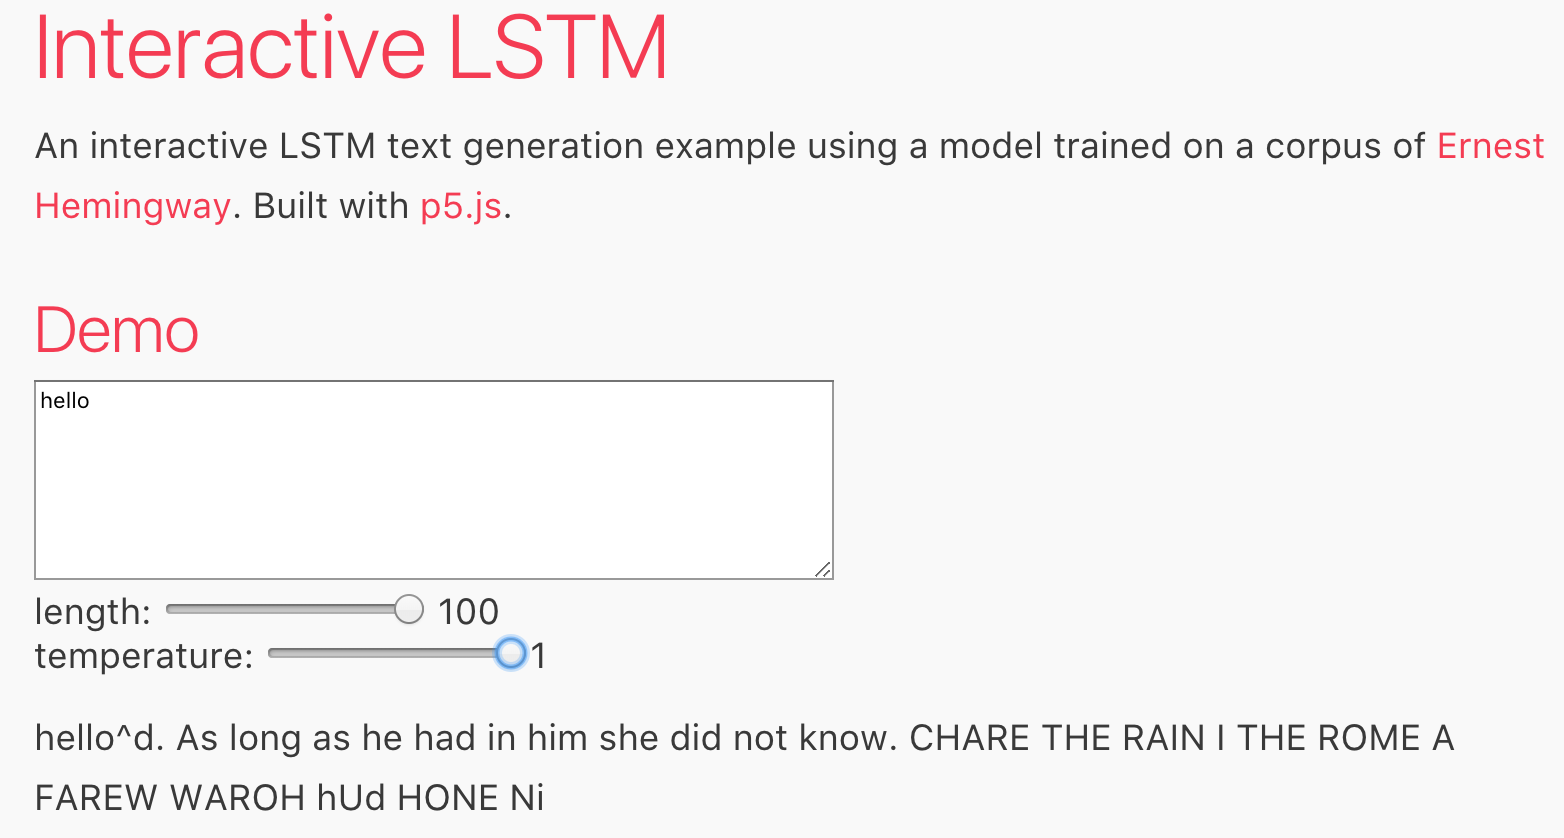 Interactive LSTM
An interactive LSTM text generation example using a model trained on a corpus of Ernest
Hemingway. Built with p5.js.
Demo
hello
length: 100
temperature: 1
hello^d. As long as he had in him she did not know. CHARE THE RAIN I THE ROME A
FAREW WAROH hUd HONE Ni